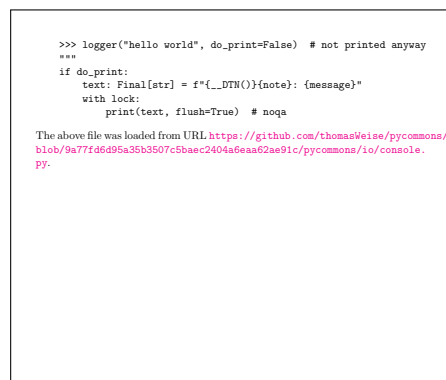 >>> logger("hello world", do_print=False)  # not printed anyway
"""
if do_print:
    text: Final[str] = f"{__DTN()}{note}: {message}"
    with lock:
        print(text, flush=True)  # noqa
The above file was loaded from URL https://github.com/thomasWeise/pycommons/
blob/9a77fd6d95a35b3507c5baec2404a6eaa62ae91c/pycommons/io/console.
py.